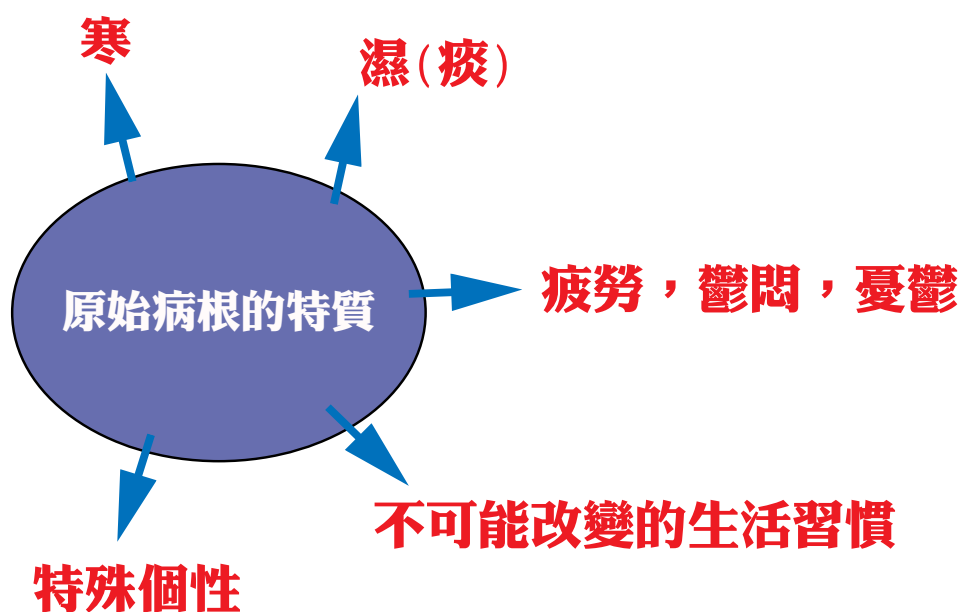 寒
濕(痰)
疲勞，鬱悶，憂鬱
原始病根的特質
不可能改變的生活習慣
特殊個性